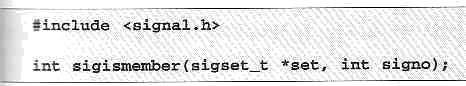 #include <signal.h>
int sigismember(sigset_t *set, int signo);